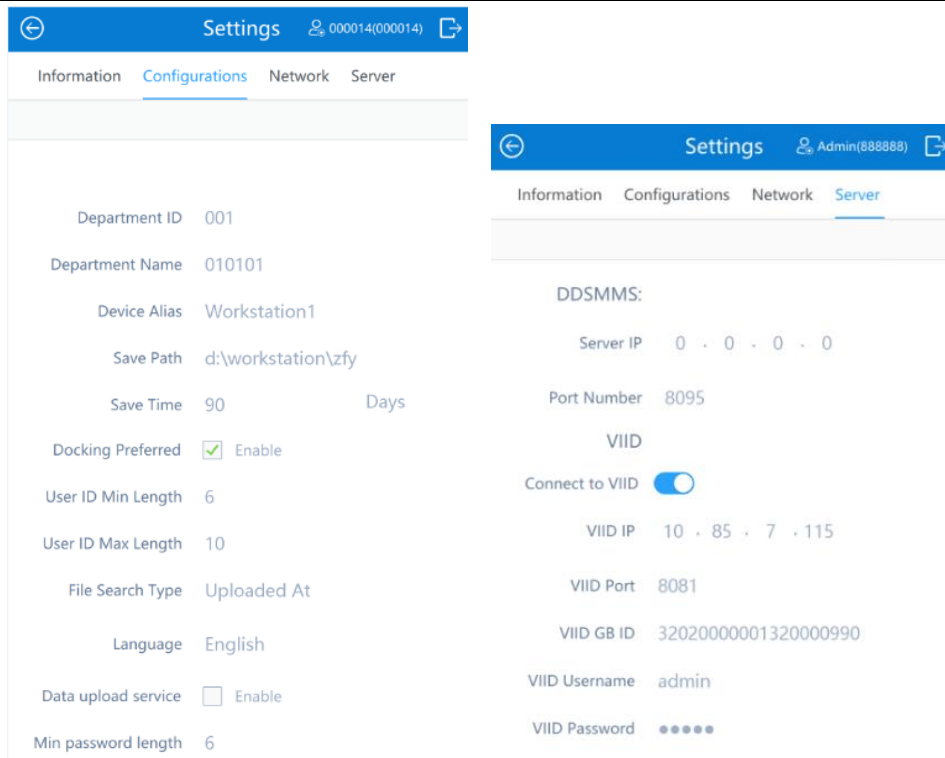 Settings 000014(000014)
Information Configurations Network Server
Department ID 001
Department Name 010101
Device Alias Workstation1
Save Path d:\workstation\zfy
Save Time 90 Days
Docking Preferred Enable
User ID Min Length 6
User ID Max Length 10
File Search Type Uploaded At
Language English
Data upload service Enable
Min password length 6
Settings Admin(888888)
Information Configurations Network Server
DDSMMS:
Server IP 0 . 0 . 0 . 0
Port Number 8095
VIID
Connect to VIID
VIID IP 10 . 85 . 7 . 115
VIID Port 8081
VIID GB ID 32020000001320000990
VIID Username admin
VIID Password ●●●●●